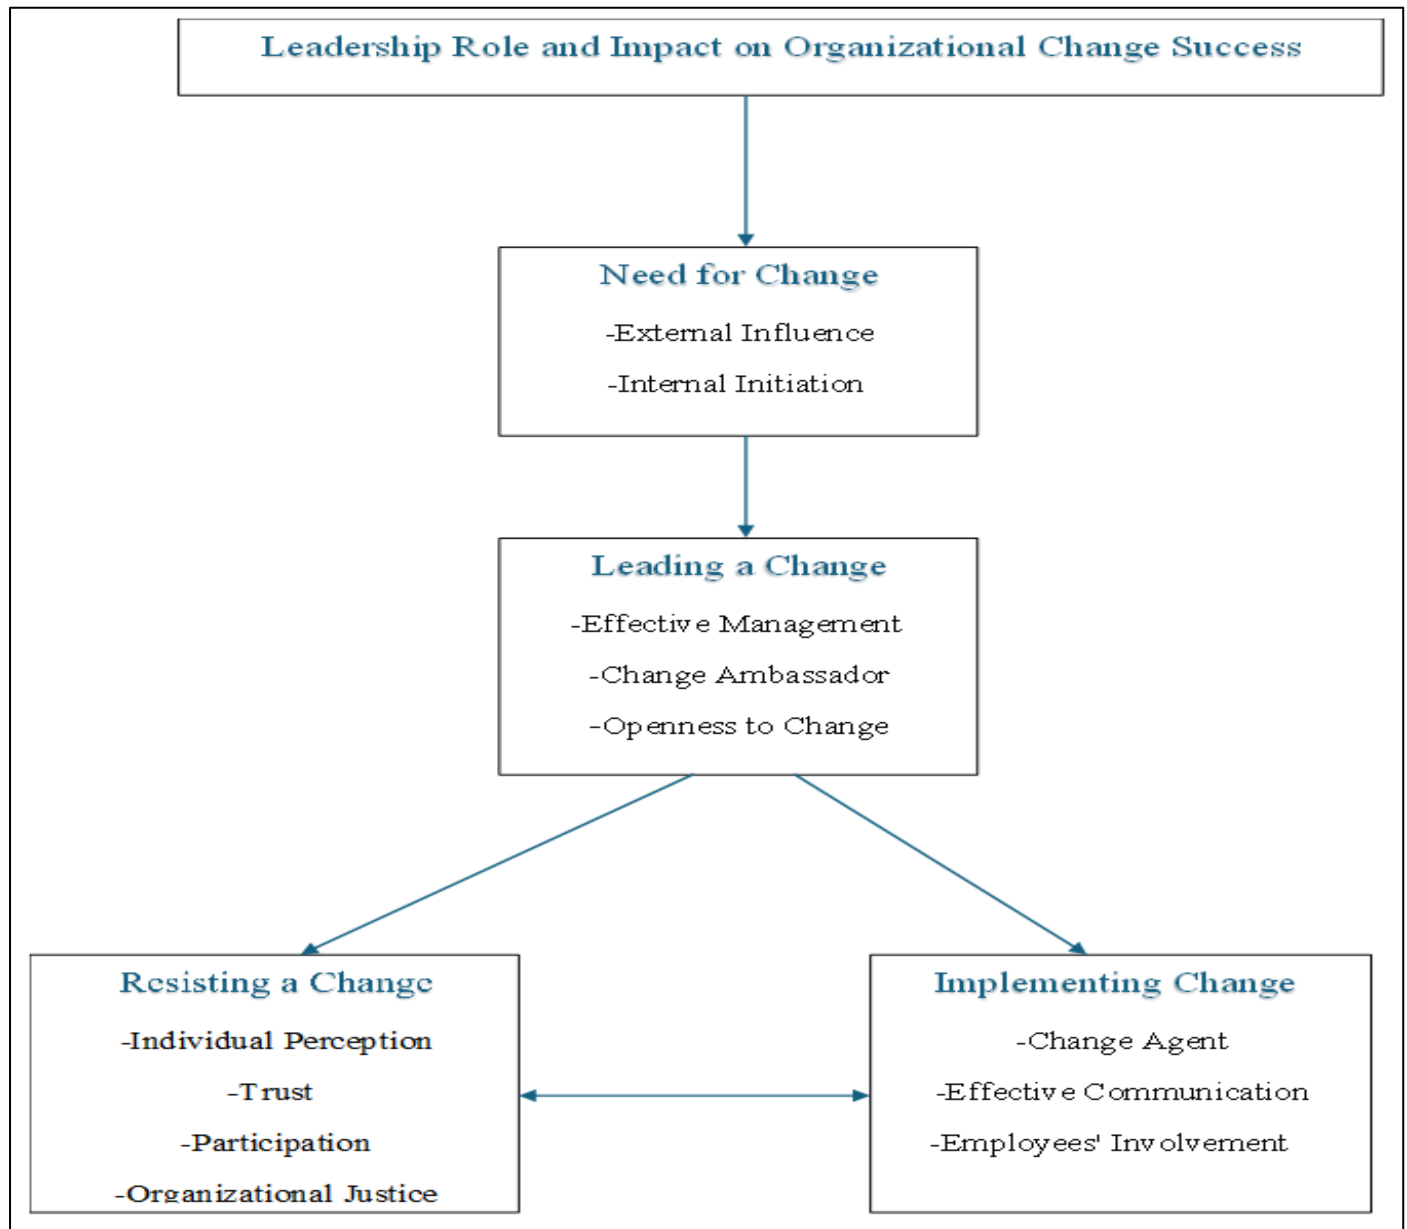 Leadership Role and Impact on Organizational Change Success
Need for Change
-External Influence
-Internal Initiation
Leading a Change
-Effective Management
-Change Ambassador
-Openness to Change
Resisting a Change
-Individual Perception
-Trust
-Participation
-Organizational Justice
Implementing Change
-Change Agent
-Effective Communication
-Employees' Involvement